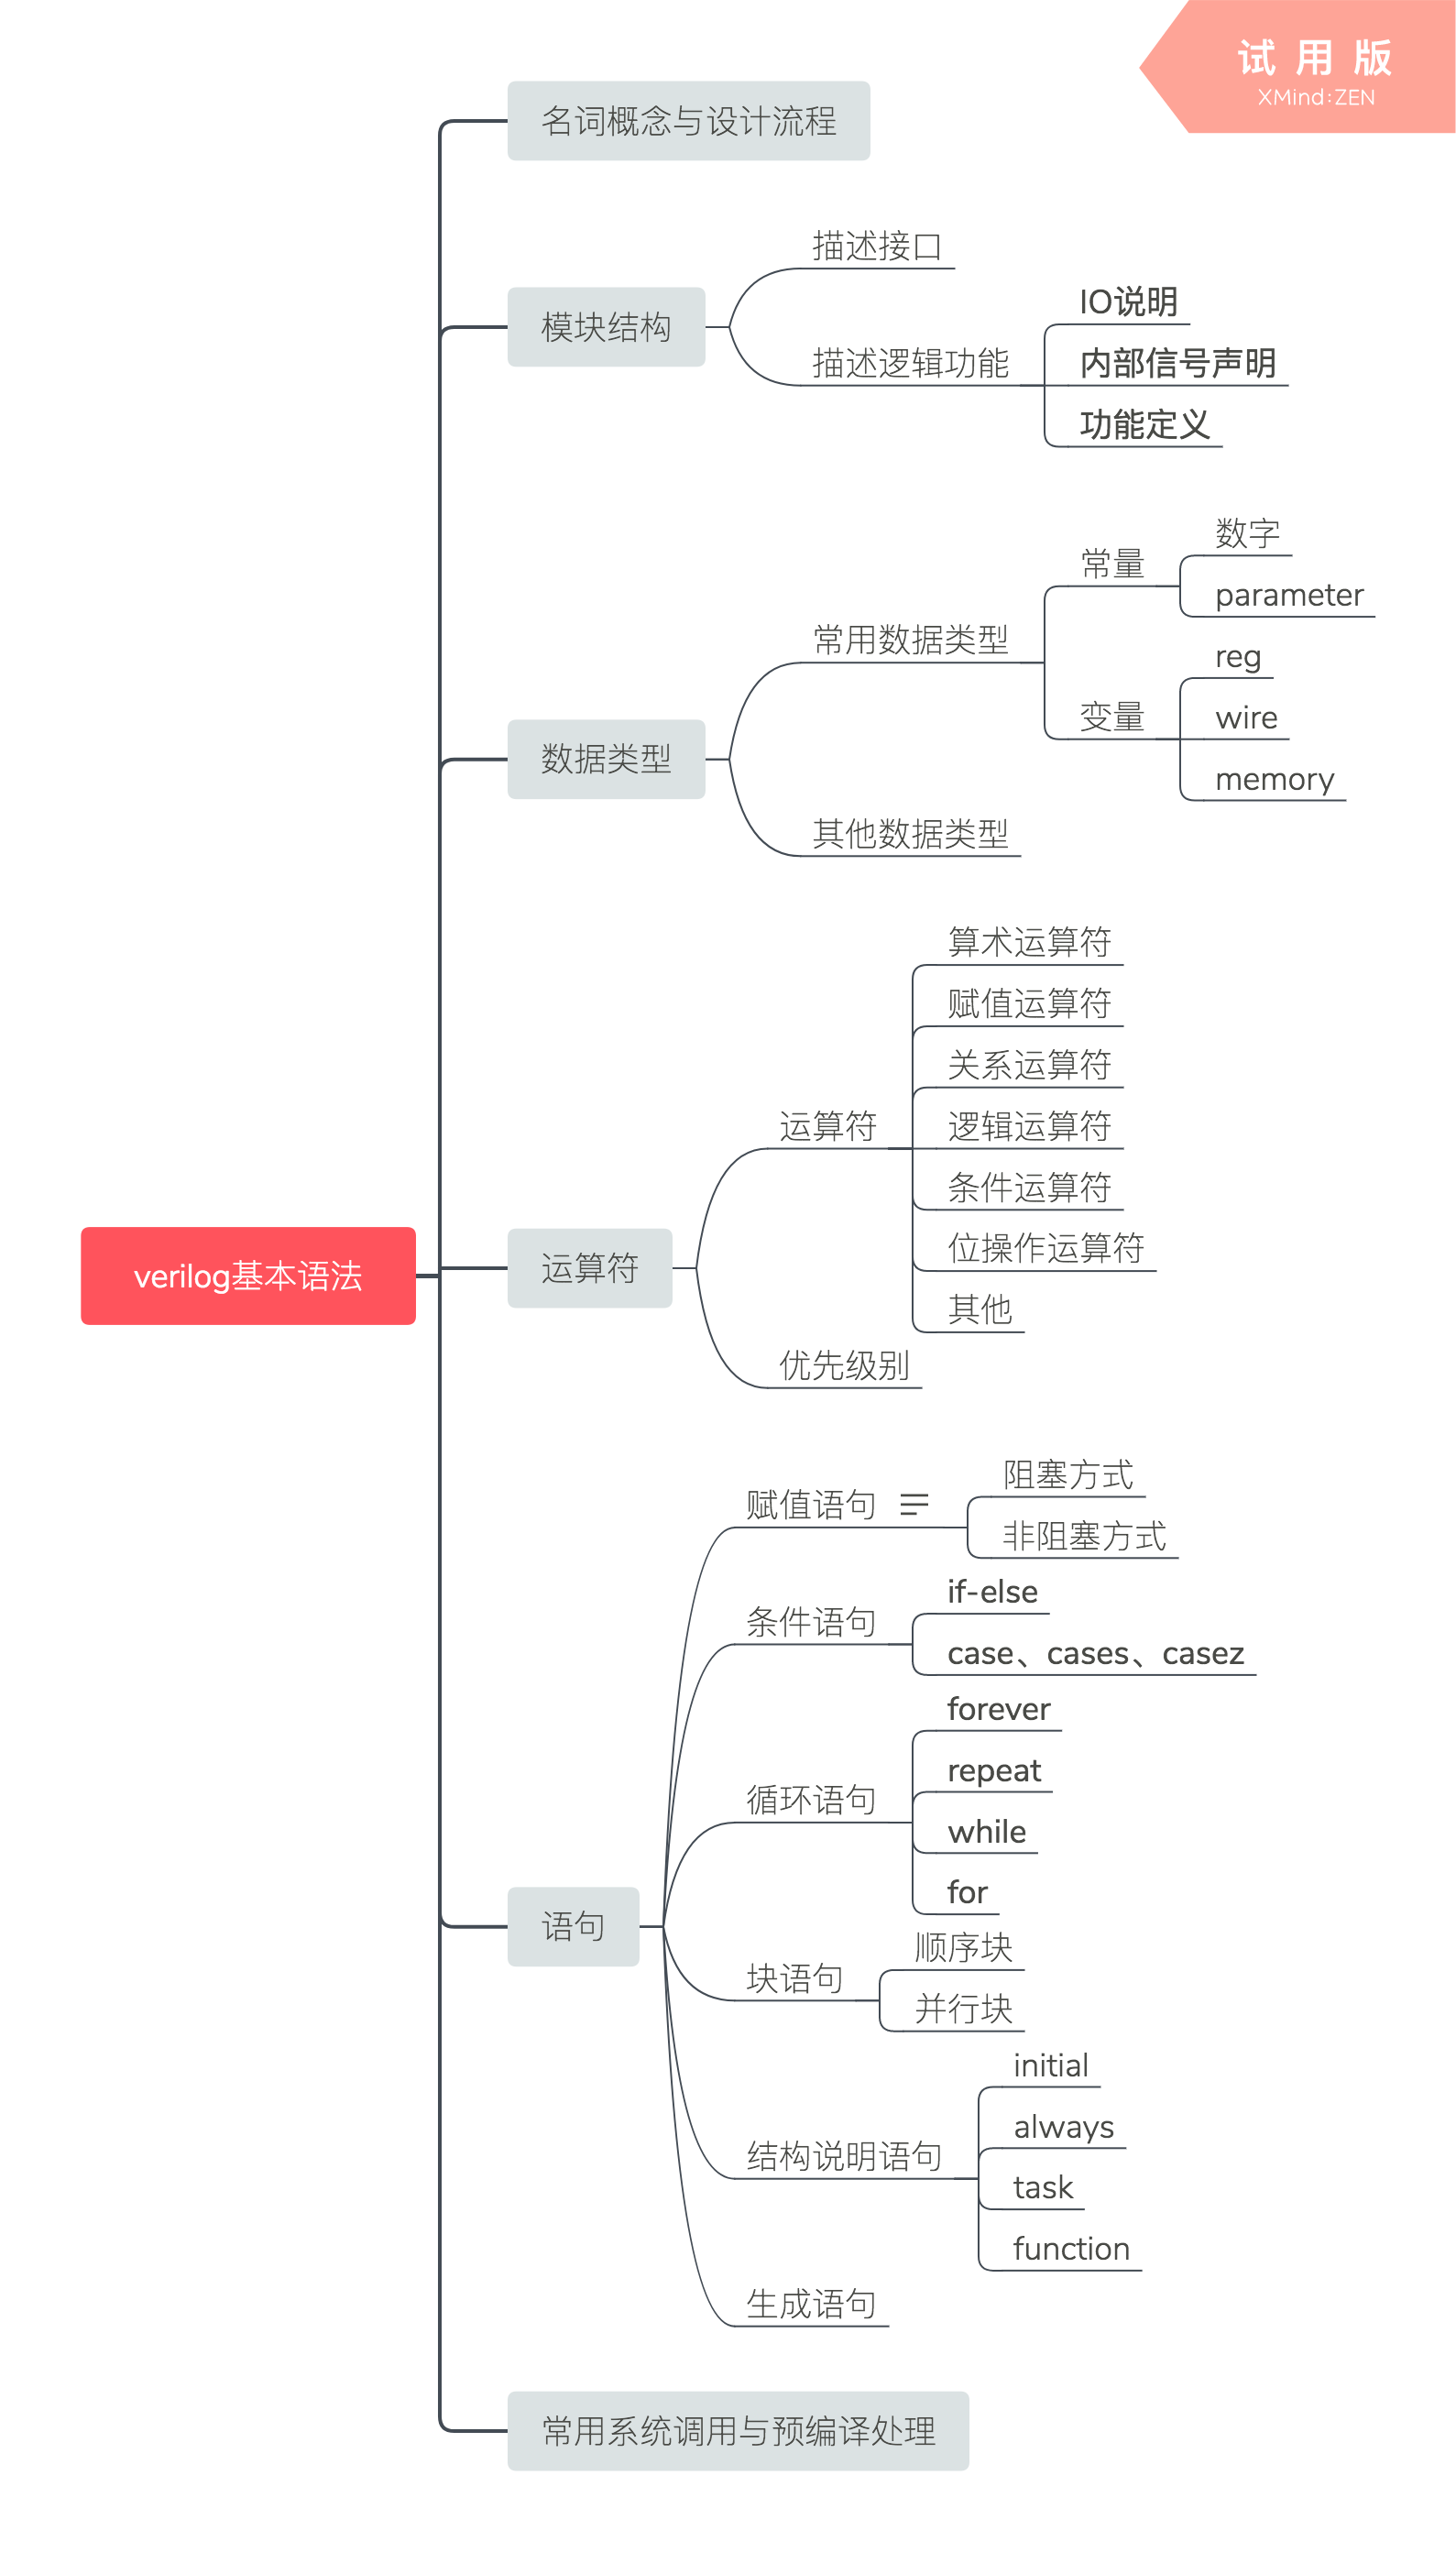 试 用 版
XMind:ZEN
名词概念与设计流程
描述接口
模块结构
IO说明
描述逻辑功能
内部信号声明
功能定义
数字
常量
parameter
常用数据类型
reg
变量
wire
数据类型
memory
其他数据类型
算术运算符
赋值运算符
关系运算符
运算符
逻辑运算符
条件运算符
位操作运算符
verilog基本语法
运算符
其他
优先级别
阻塞方式
赋值语句
非阻塞方式
if-else
条件语句
case、cases、casez
forever
repeat
循环语句
while
for
语句
顺序块
块语句
并行块
initial
always
结构说明语句
task
function
生成语句
常用系统调用与预编译处理